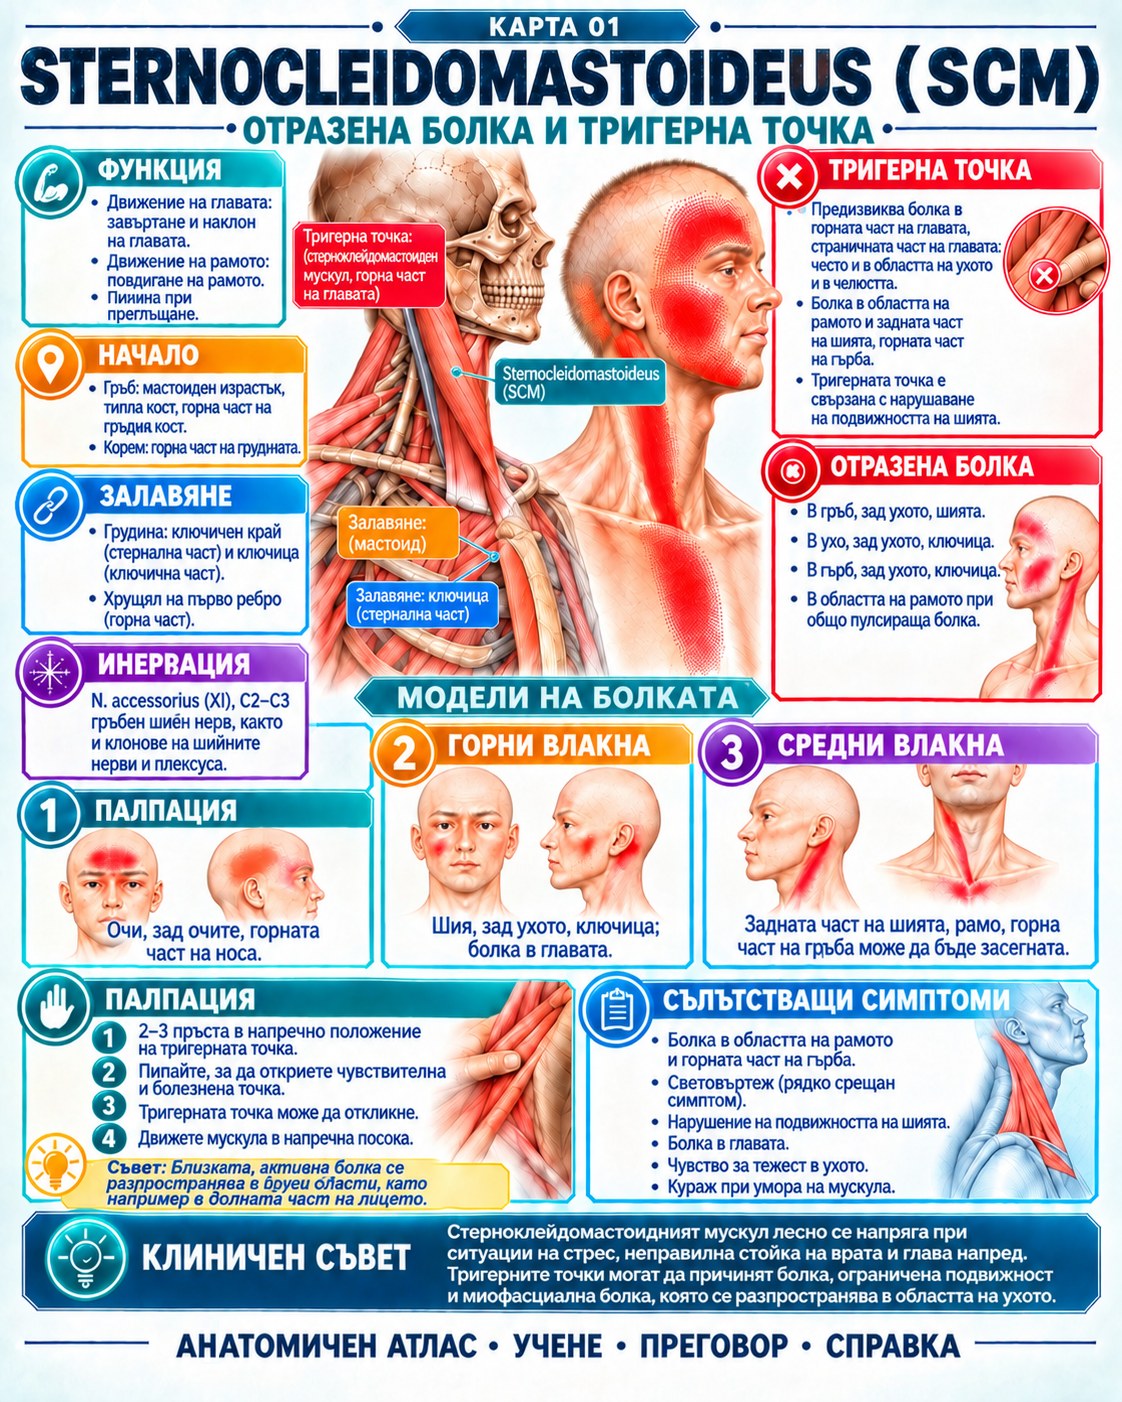 КАРТА 01
STERNOCLEIDOMASTOIDEUS (SCM)
ОТРАЗЕНА БОЛКА И ТРИГЕРНА ТОЧКА
ФУНКЦИЯ
• Движение на главата:
завъртане и наклон
на главата.
• Движение на рамото:
повдигане на рамото.
• Пиинина при
преглъщане.
НАЧАЛО
• Гръб: мастоиден израстък,
типла кост, горна част на
гръдня кост.
• Корем: горна част на грудната.
ЗАЛАВЯНЕ
• Грудина: ключичен край
(стернална част) и ключица
(ключична част).
• Хрущял на първо ребро
(горна част).
ИНЕРВАЦИЯ
N. accessorius (XI), C2–C3
гръбен шиен нерв, както
и клонове на шийните
нерви и плексуса.
Тригерна точка:
(стерноклейдомастоиден
мускул, горна част
на главата)
Sternocleidomastoideus
(SCM)
Залавяне:
(мастоид)
Залавяне: ключица
(стернална част)
ТРИГЕРНА ТОЧКА
Предизвиква болка в
горната част на главата,
страничната част на главата:
често и в областта на ухото
и в челюстта.
• Болка в областта на
рамото и задната част
на шията, горната част
на гърба.
• Тригерната точка е
свързана с нарушаване
на подвижността на шията.
ОТРАЗЕНА БОЛКА
• В гръб, зад ухото, шията.
• В ухо, зад ухото, ключица.
• В гърб, зад ухото, ключица.
• В областта на рамото при
общо пулсираща болка.
МОДЕЛИ НА БОЛКАТА
1 ПАЛПАЦИЯ
Очи, зад очите, горната
част на носа.
2 ГОРНИ ВЛАКНА
Шия, зад ухото, ключица;
болка в главата.
3 СРЕДНИ ВЛАКНА
Задната част на шията, рамо, горна
част на гръба може да бъде засегната.
ПАЛПАЦИЯ
1 2–3 пръста в напречно положение
на тригерната точка.
2 Пипайте, за да откриете чувствителна
и болезнена точка.
3 Тригерната точка може да откликне.
4 Движете мускула в напречна посока.
Съвет: Близката, активна болка се
разпространява в области, като
например в долната част на лицето.
СЪЛЪТСТВАЩИ СИМПТОМИ
• Болка в областта на рамото
и горната част на гърба.
• Световъртеж (рядко срещан
симптом).
• Нарушение на подвижността на шията.
• Болка в главата.
• Чувство за тежест в ухото.
• Кураж при умора на мускула.
КЛИНИЧЕН СЪВЕТ
Стерноклейдомастоидният мускул лесно се напряга при
ситуации на стрес, неправилна стойка на врата и глава напред.
Тригерните точки могат да причинят болка, ограничена подвижност
и миофасциална болка, която се разпространява в областта на ухото.
АНАТОМИЧЕН АТЛАС • УЧЕНЕ • ПРЕГОВОР • СПРАВКА